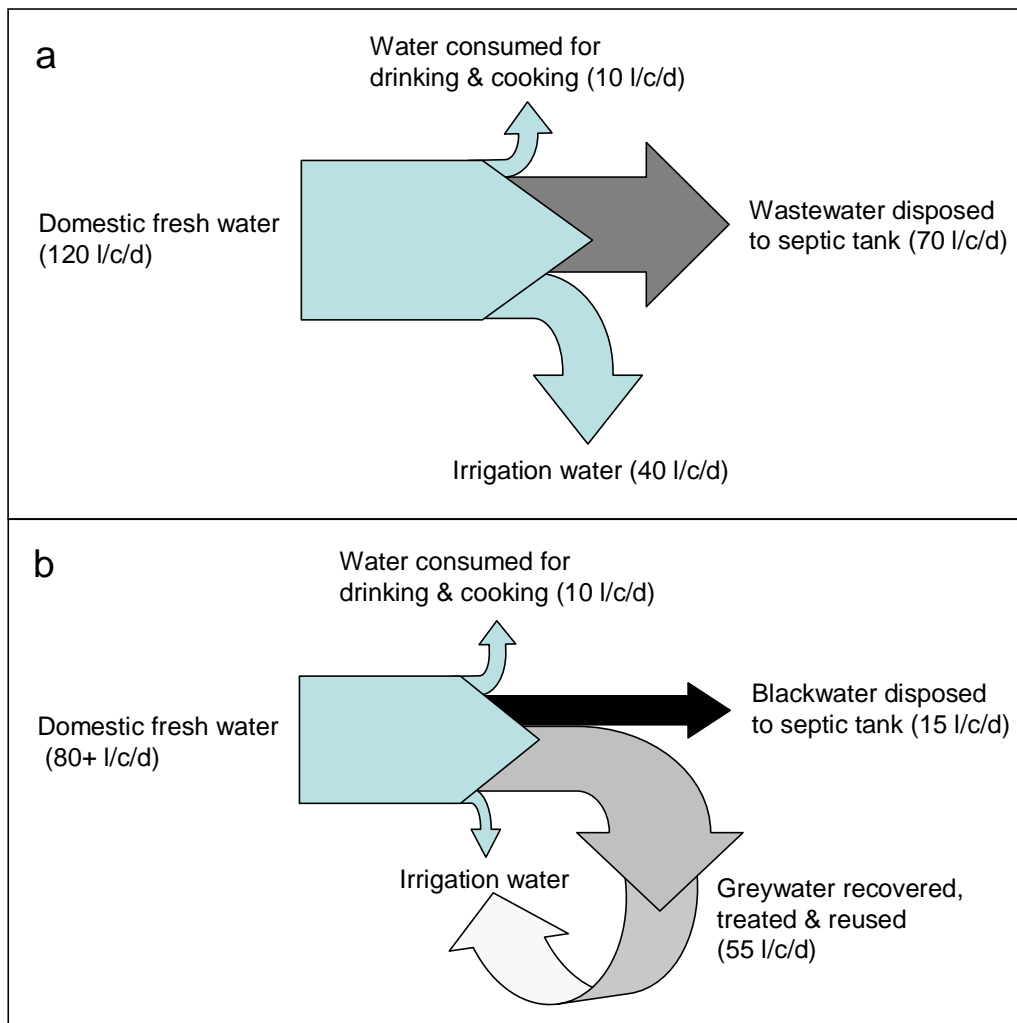 a
Water consumed for
drinking & cooking (10 l/c/d)
Domestic fresh water
(120 l/c/d)
Wastewater disposed
to septic tank (70 l/c/d)
Irrigation water (40 l/c/d)
b
Water consumed for
drinking & cooking (10 l/c/d)
Domestic fresh water
(80+ l/c/d)
Blackwater disposed
to septic tank (15 l/c/d)
Irrigation water
Greywater recovered,
treated & reused
(55 l/c/d)